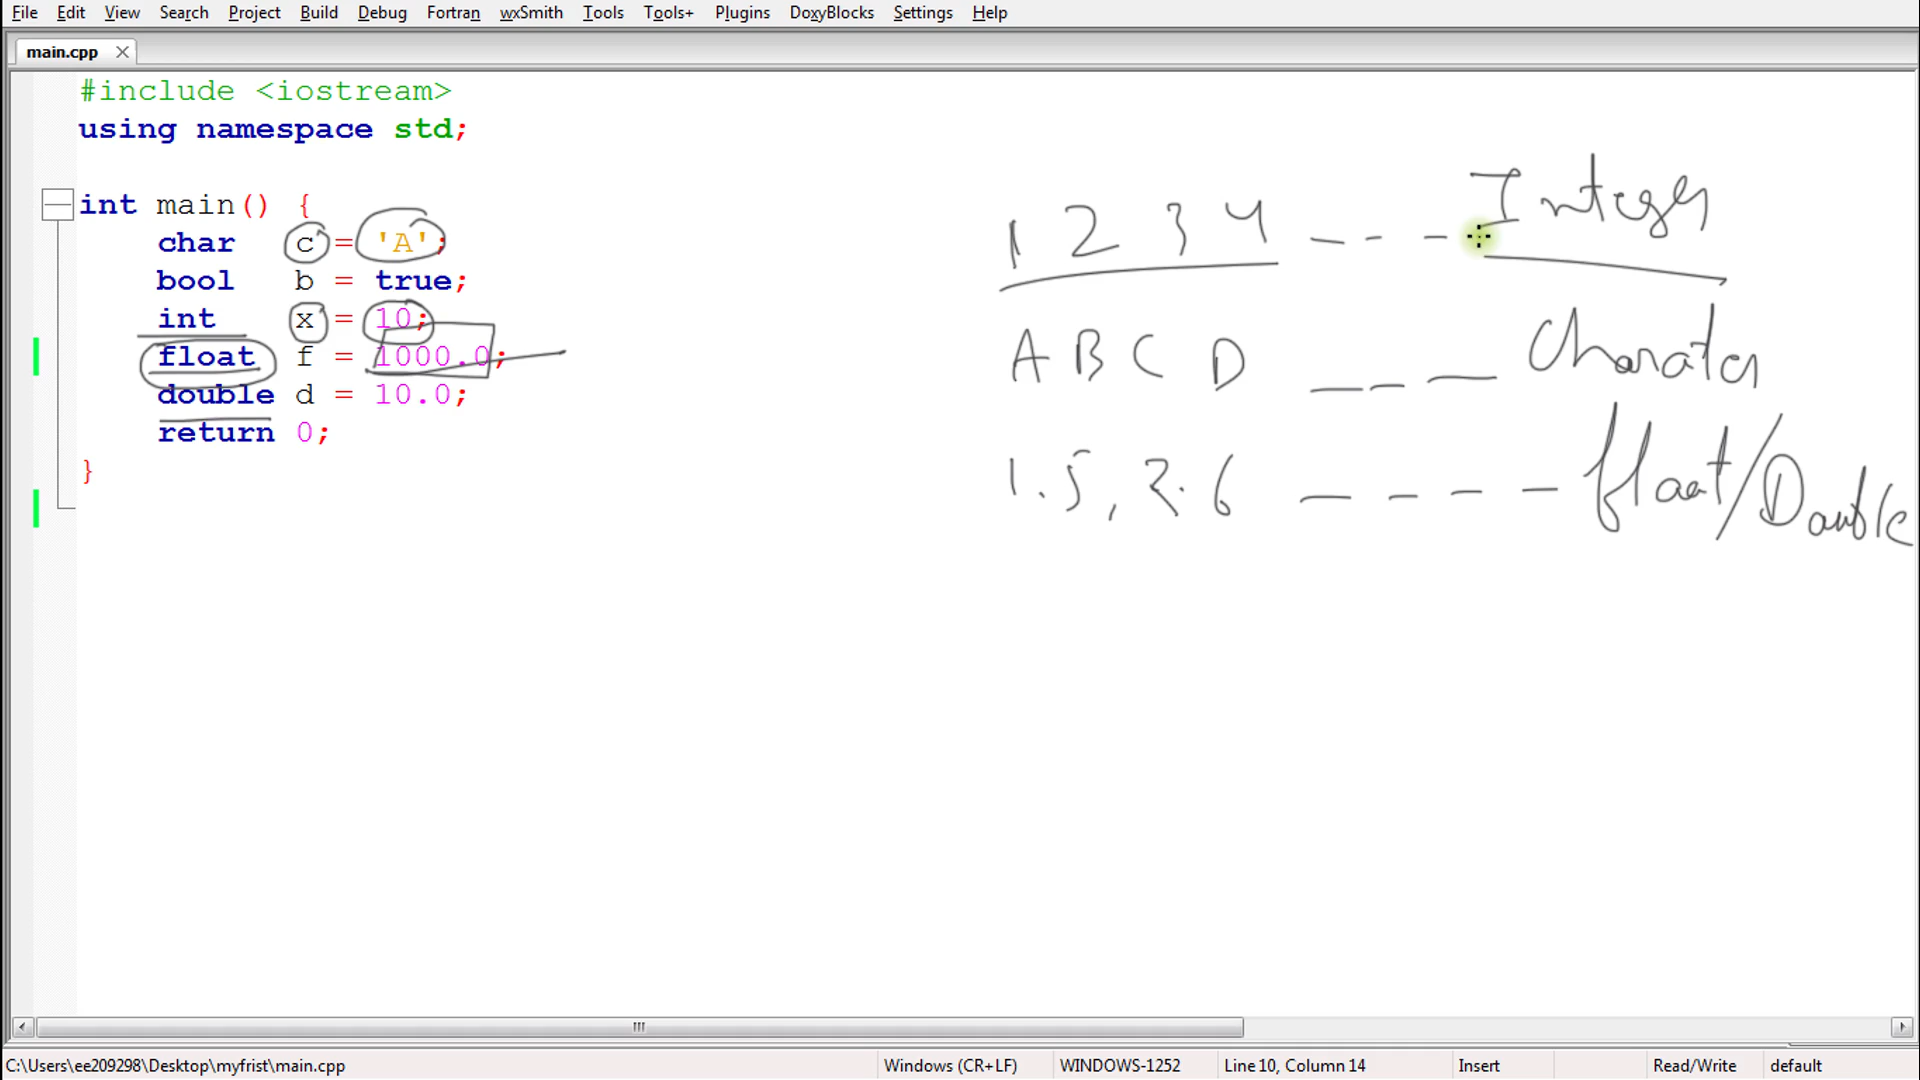 File Edit View Search Project Build Debug Fortran wxSmith Tools Tools+ Plugins DoxyBlocks Settings Help
main.cpp
#include <iostream>
using namespace std;
int main() {
char c = 'A';
bool b = true;
int x = 10;
float f = 1000.0;
double d = 10.0;
return 0;
}
1 2 3 4 --- Integer
A B C D --- Charater
1.5, 2.6 ---- float/Double
C:\Users\ee209298\Desktop\myfrist\main.cpp Windows (CR+LF) WINDOWS-1252 Line 10, Column 14 Insert Read/Write default